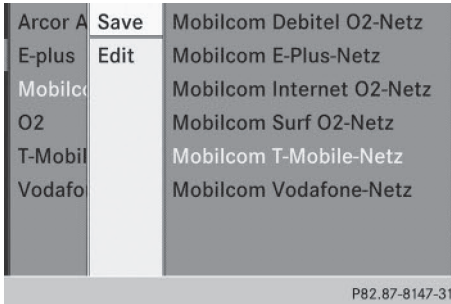 Arcor A
E-plus
Mobilc
O2
T-Mobil
Vodafo
Save
Edit
Mobilcom Debitel O2-Netz
Mobilcom E-Plus-Netz
Mobilcom Internet O2-Netz
Mobilcom Surf O2-Netz
Mobilcom T-Mobile-Netz
Mobilcom Vodafone-Netz
P82.87-8147-31